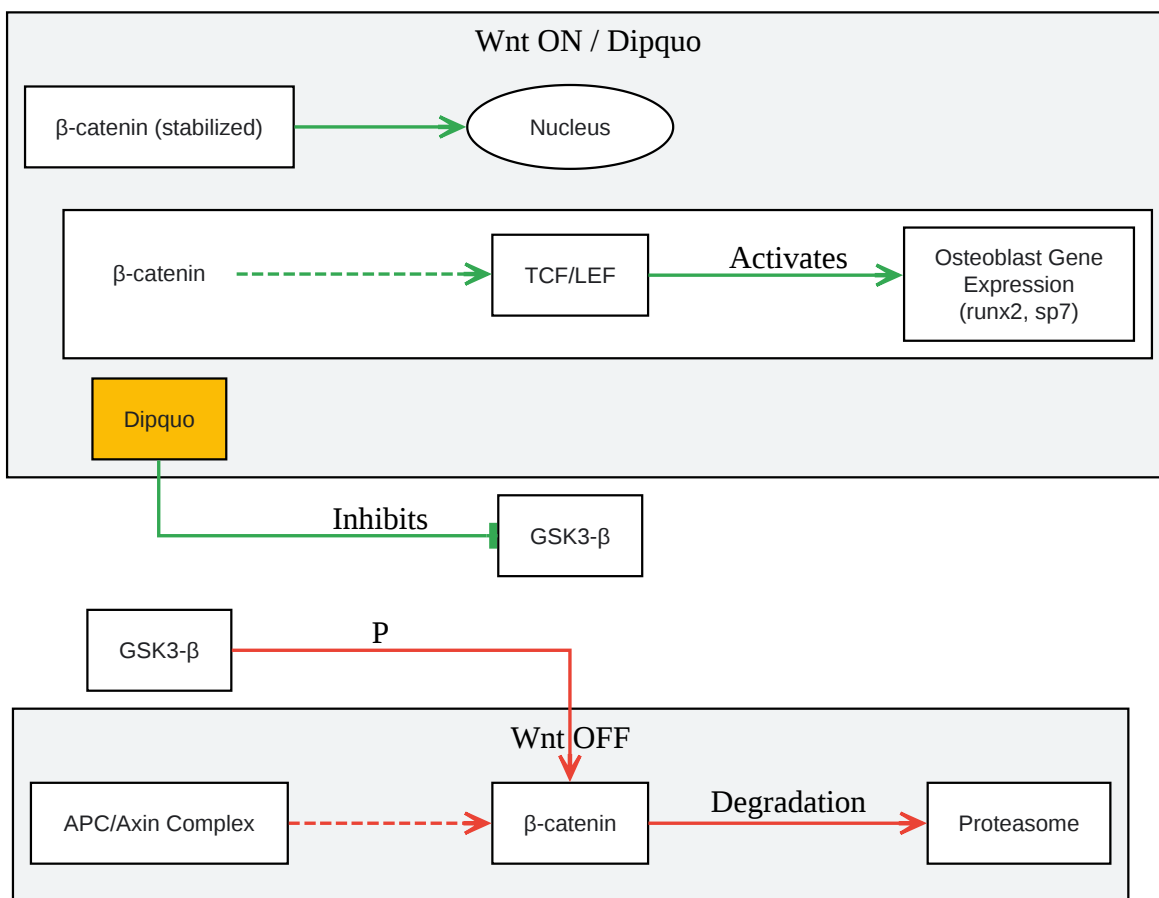 Wnt ON / Dipquo
β-catenin (stabilized)
Nucleus
β-catenin
TCF/LEF
Activates
Osteoblast Gene
Expression
(runx2, sp7)
Dipquo
Inhibits
GSK3-β
GSK3-β
P
Wnt OFF
APC/Axin Complex
β-catenin
Degradation
Proteasome